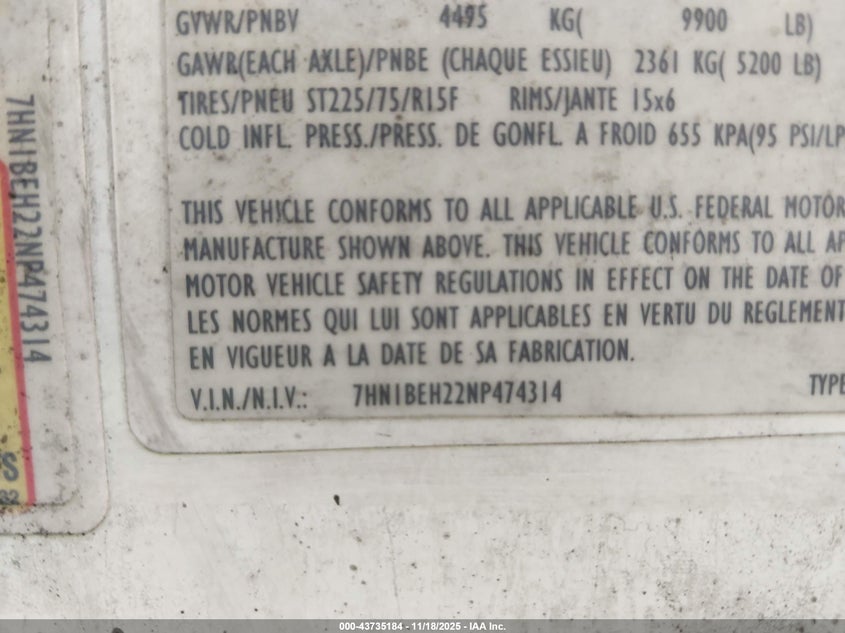 GVWR/PNBV 4495 KG( 9900 LB)
GAWR(EACH AXLE)/PNBE (CHAQUE ESSIEU) 2361 KG( 5200 LB)
TIRES/PNEU ST225/75/R15F RIMS/JANTE 15x6
COLD INFL. PRESS./PRESS. DE GONFL. A FROID 655 KPA(95 PSI/LP
THIS VEHICLE CONFORMS TO ALL APPLICABLE U.S. FEDERAL MOTOR
MANUFACTURE SHOWN ABOVE. THIS VEHICLE CONFORMS TO ALL AP
MOTOR VEHICLE SAFETY REGULATIONS IN EFFECT ON THE DATE OF
LES NORMES QUI LUI SONT APPLICABLES EN VERTU DU REGLEMENT
EN VIGUEUR A LA DATE DE SA FABRICATION.
V.I.N./N.I.V.: 7HN1BEH22NP474314 TYPE
7HN1BEH22NP474314
000-43735184 - 11/18/2025 - IAA Inc.